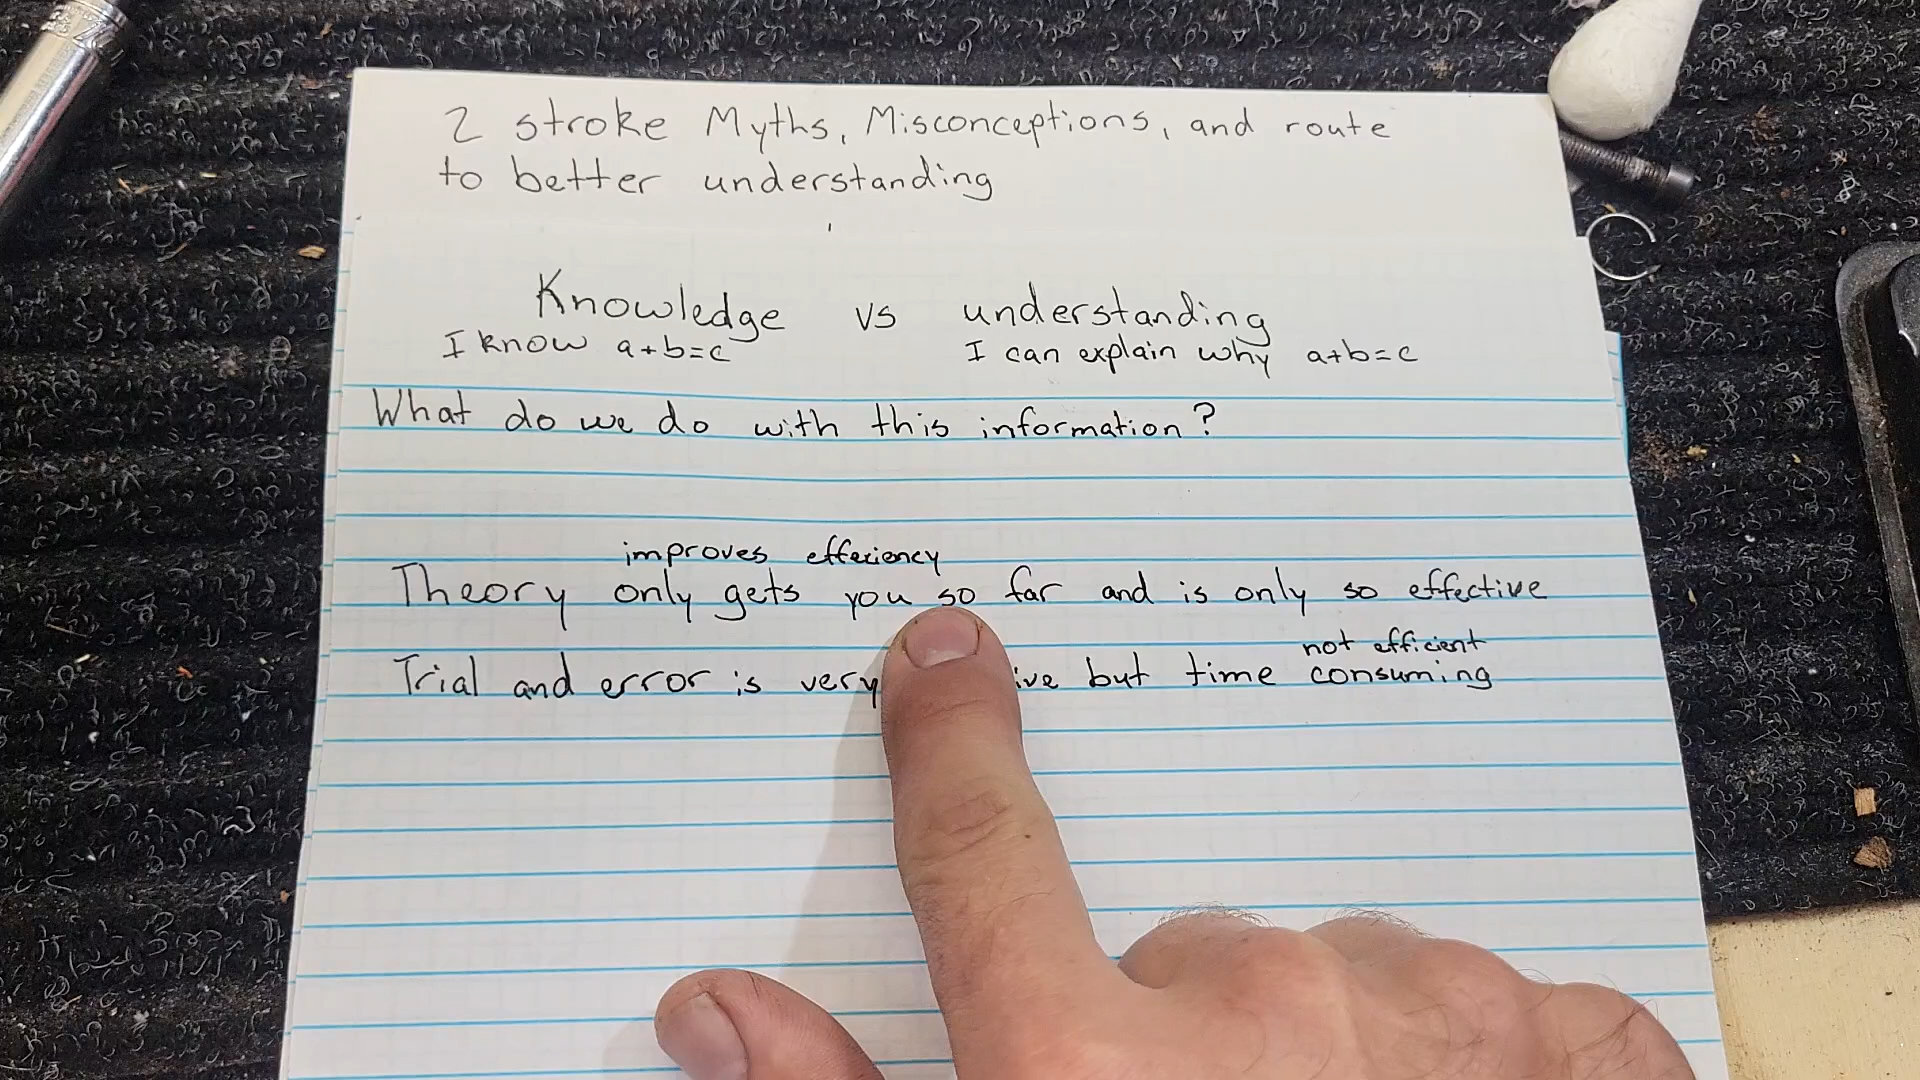 2 stroke Myths, Misconceptions, and route
to better understanding
Knowledge vs understanding
I know a+b=c I can explain why a+b=c
What do we do with this information?
improves effeciency
Theory only gets you so far and is only so effective
not efficient
Trial and error is very ive but time consuming